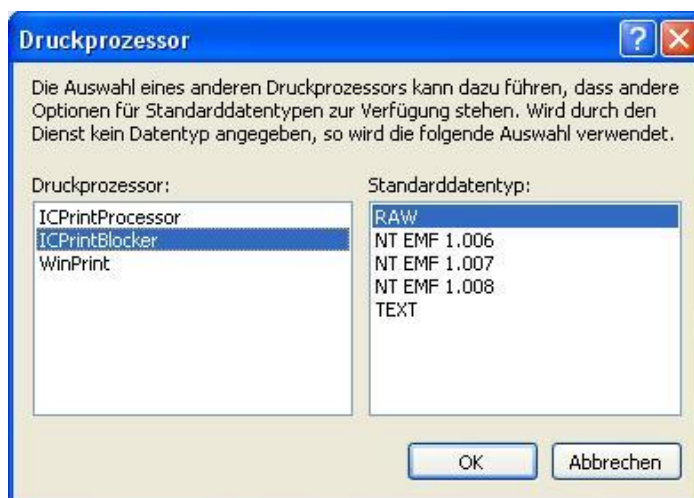 Druckprozessor
Die Auswahl eines anderen Druckprozessors kann dazu führen, dass andere
Optionen für Standarddatentypen zur Verfügung stehen. Wird durch den
Dienst kein Datentyp angegeben, so wird die folgende Auswahl verwendet.
Druckprozessor:
ICPrintProcessor
ICPrintBlocker
WinPrint
Standarddatentyp:
RAW
NT EMF 1.006
NT EMF 1.007
NT EMF 1.008
TEXT
OK
Abbrechen